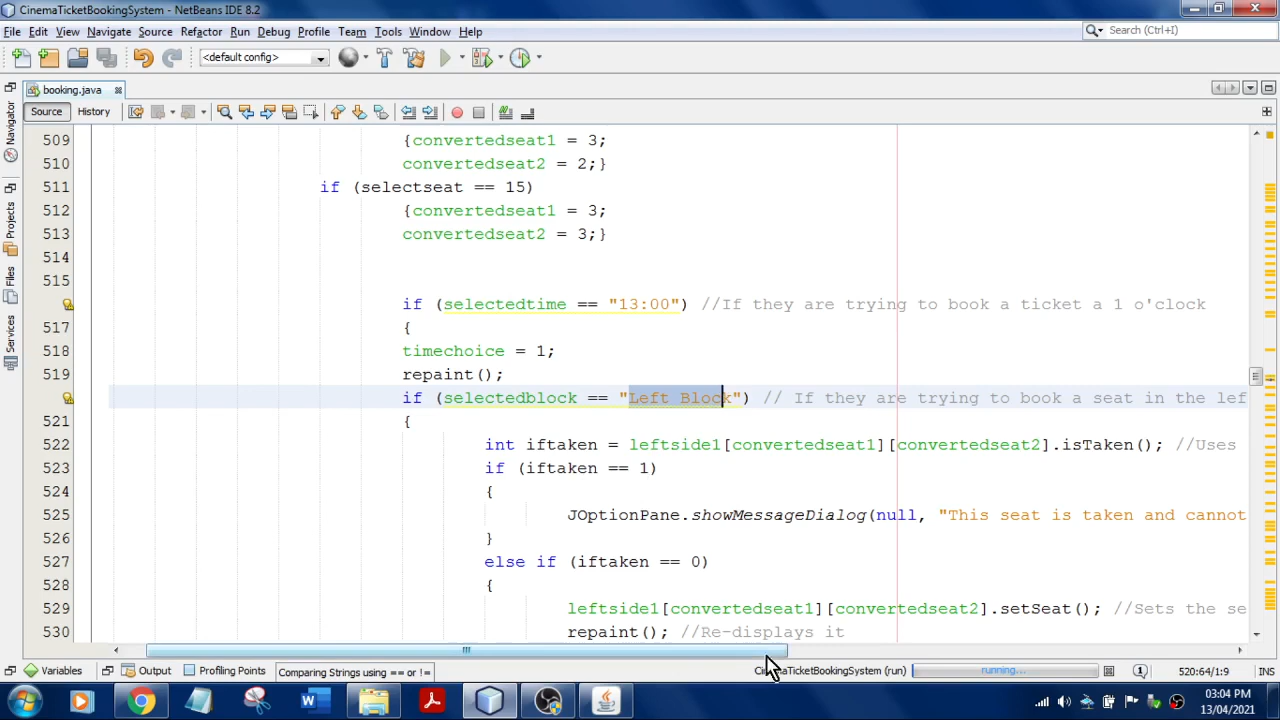 CinemaTicketBookingSystem - NetBeans IDE 8.2
File Edit View Navigate Source Refactor Run Debug Profile Team Tools Window Help
Search (Ctrl+I)
<default config>
booking.java
Source History
Navigator
Projects
Files
Services
509 {convertedseat1 = 3;
510 convertedseat2 = 2;}
511 if (selectseat == 15)
512 {convertedseat1 = 3;
513 convertedseat2 = 3;}
514
515
if (selectedtime == "13:00") //If they are trying to book a ticket a 1 o'clock
517 {
518 timechoice = 1;
519 repaint();
if (selectedblock == "Left Block") // If they are trying to book a seat in the lef
521 {
522 int iftaken = leftside1[convertedseat1][convertedseat2].isTaken(); //Uses
523 if (iftaken == 1)
524 {
525 JOptionPane.showMessageDialog(null, "This seat is taken and cannot
526 }
527 else if (iftaken == 0)
528 {
529 leftside1[convertedseat1][convertedseat2].setSeat(); //Sets the se
530 repaint(); //Re-displays it
Variables Output Profiling Points Comparing Strings using == or != CinemaTicketBookingSystem (run) running... 520:64/1:9 INS
03:04 PM
13/04/2021